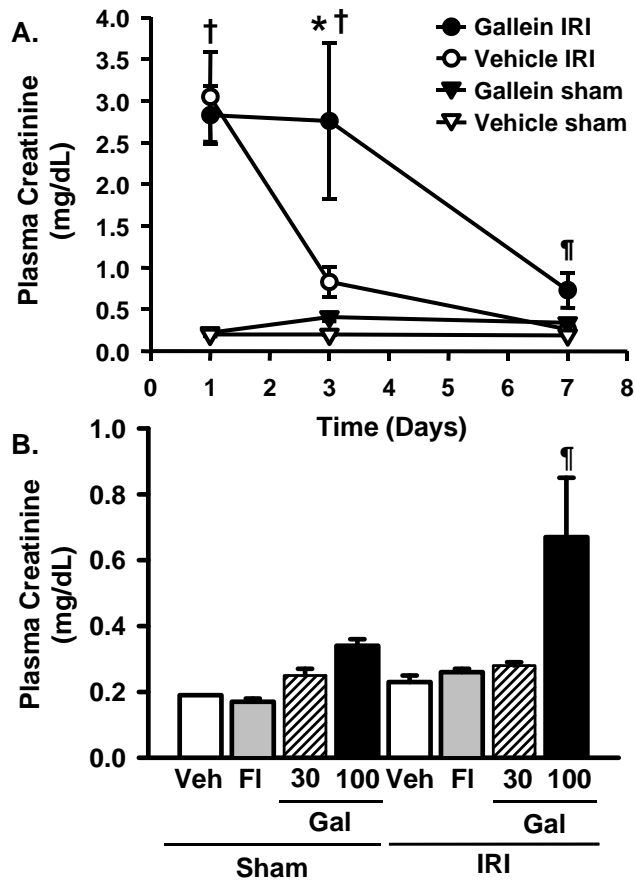 A.
† * † ¶
Gallein IRI
Vehicle IRI
Gallein sham
Vehicle sham
Plasma Creatinine
(mg/dL)
4.0
3.5
3.0
2.5
2.0
1.5
1.0
0.5
0.0
0 1 2 3 4 5 6 7 8
Time (Days)
B.
Plasma Creatinine
(mg/dL)
1.0
0.8
0.6
0.4
0.2
0.0
¶
Veh Fl 30 100 Veh Fl 30 100
Gal Gal
Sham IRI